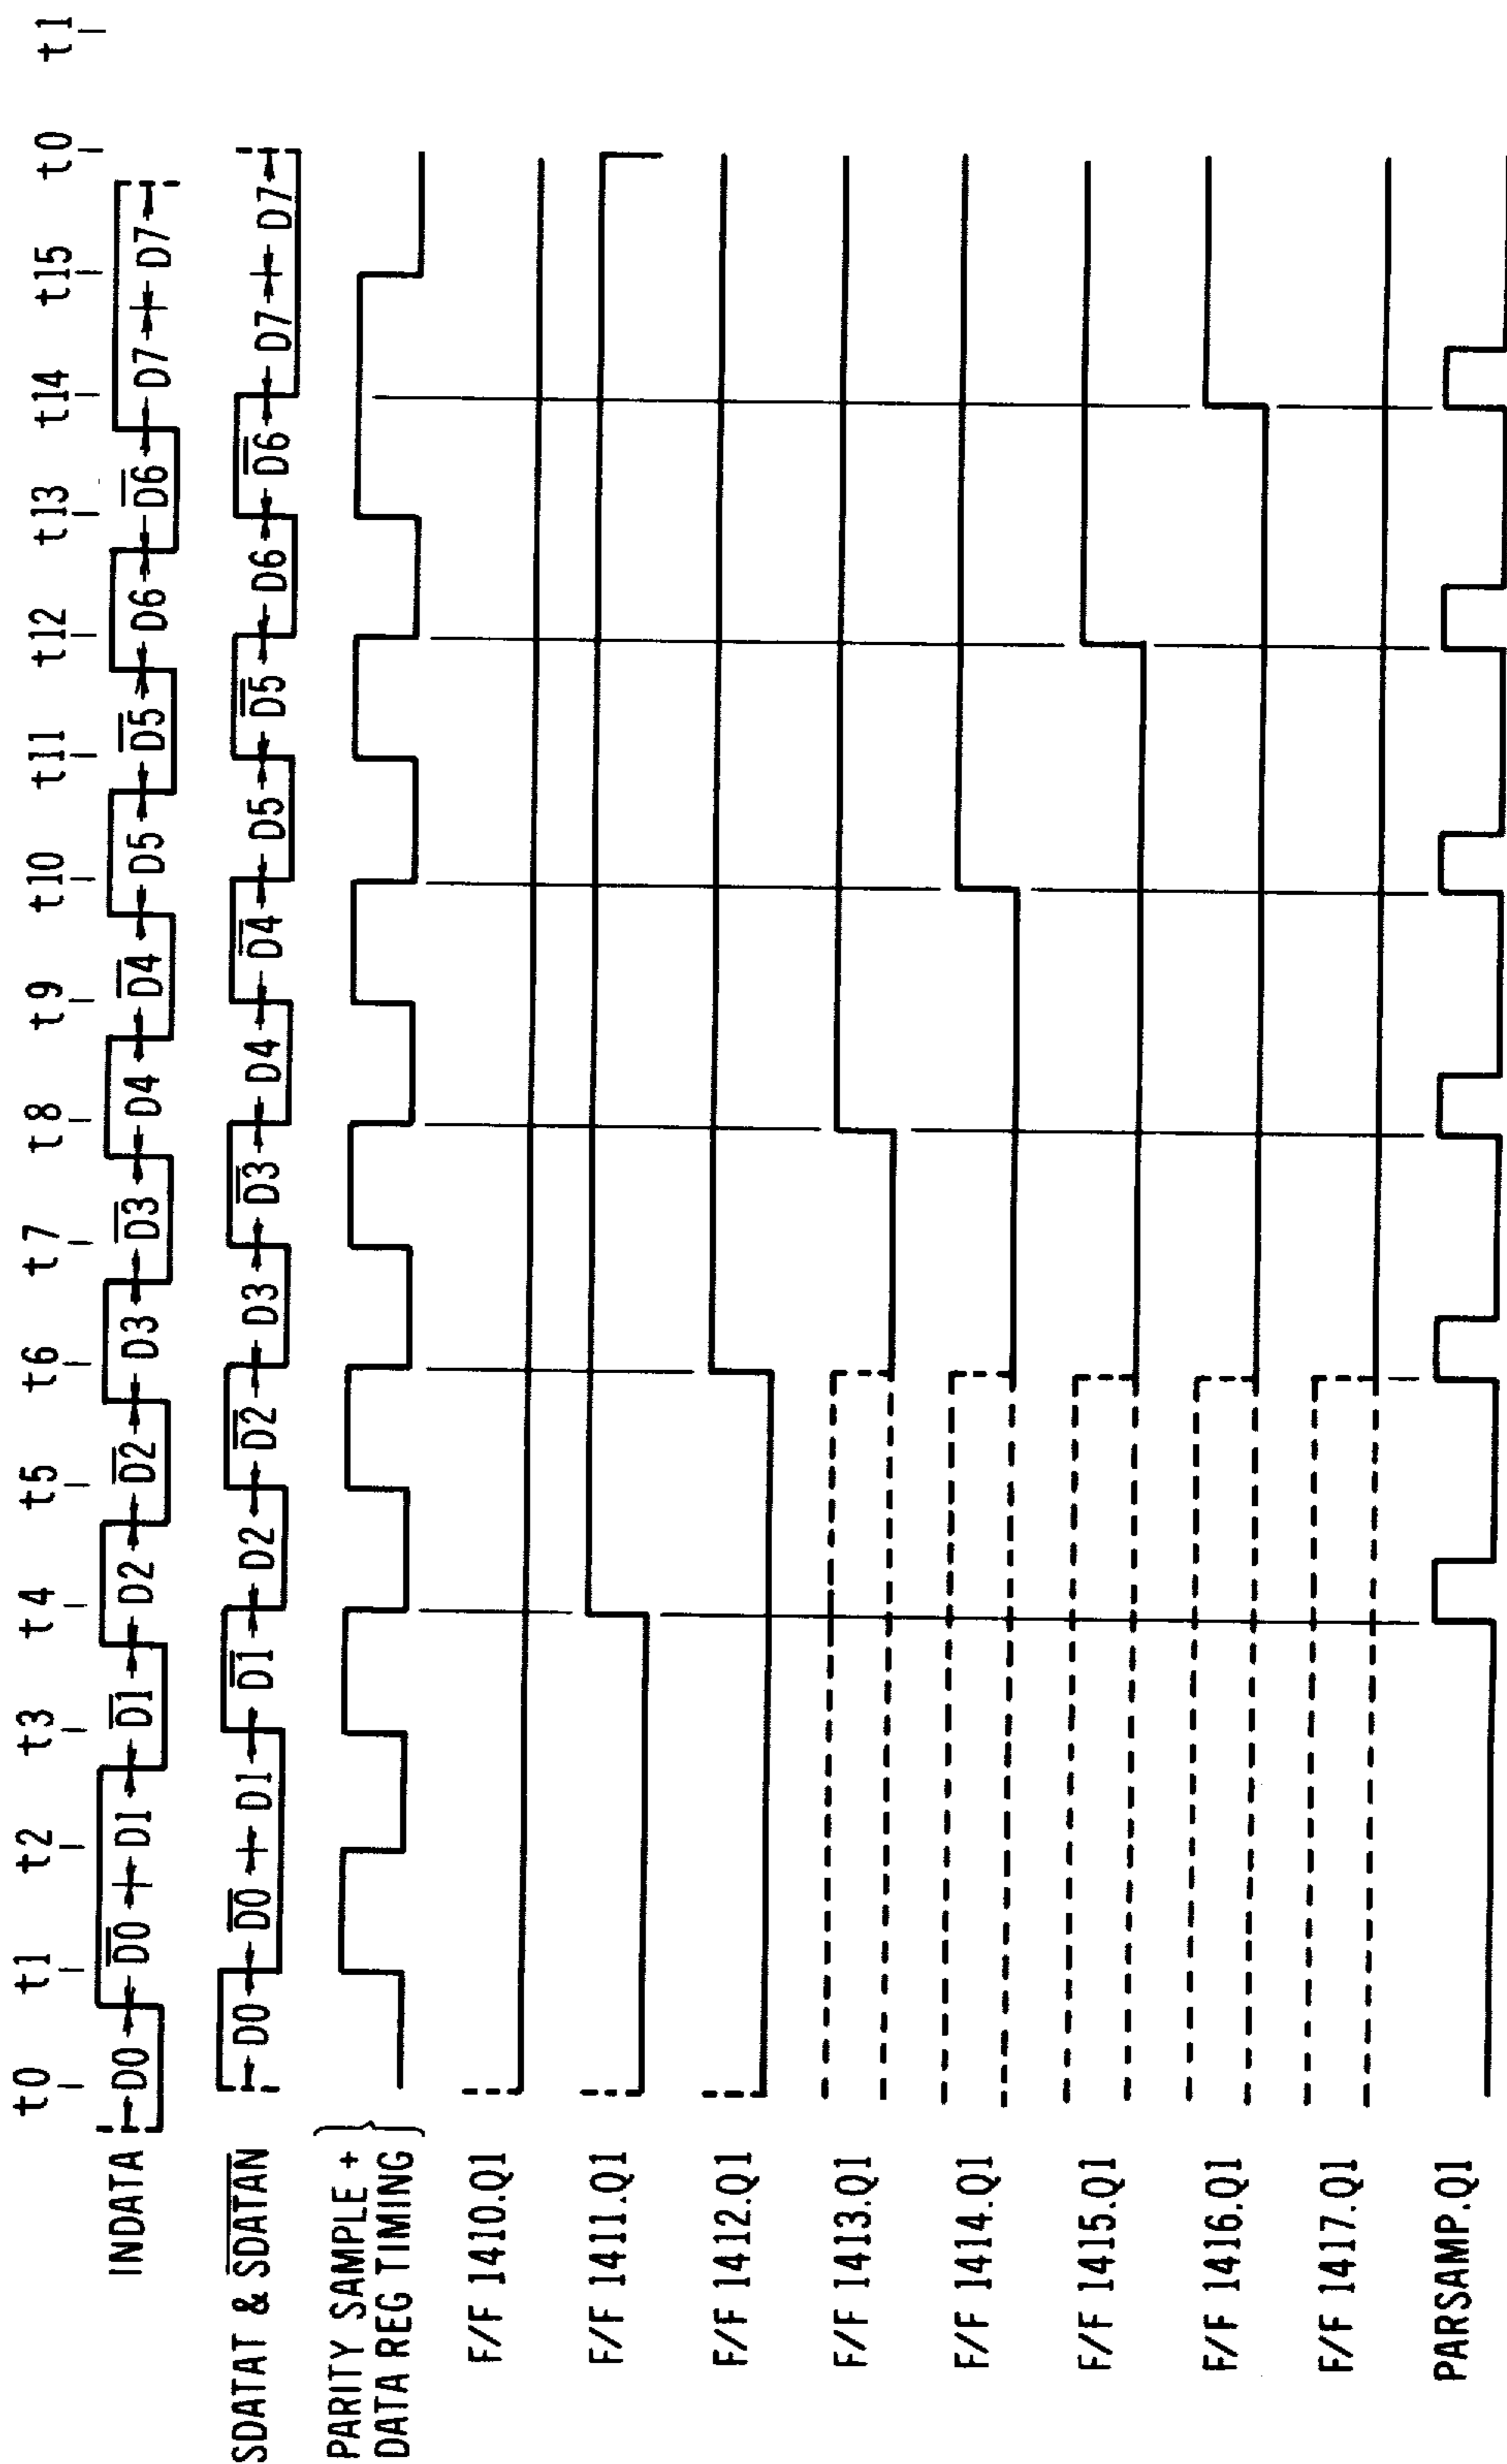 t0 t1 t2 t3 t4 t5 t6 t7 t8 t9 t10 t11 t12 t13 t14 t15 t0 t1
INDATA D0 D̅0̅ D1 D̅1̅ D2 D̅2̅ D3 D̅3̅ D4 D̅4̅ D5 D̅5̅ D6 D̅6̅ D7 D7
SDATAT & S̅D̅A̅T̅A̅N̅ D0 D̅0̅ D1 D̅1̅ D2 D̅2̅ D3 D̅3̅ D4 D̅4̅ D5 D̅5̅ D6 D̅6̅ D7 D7
PARITY SAMPLE +
DATA REG TIMING
F/F 1410.Q1
F/F 1411.Q1
F/F 1412.Q1
F/F 1413.Q1
F/F 1414.Q1
F/F 1415.Q1
F/F 1416.Q1
F/F 1417.Q1
PARSAMP.Q1